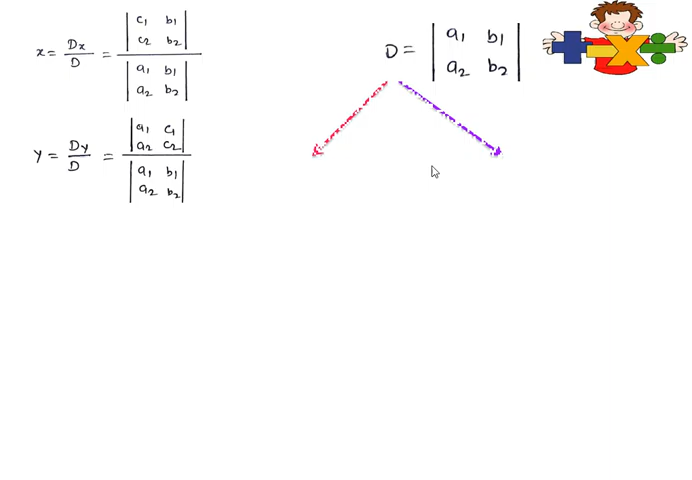 x = Dx/D = |c1 b1|
|c2 b2|
|a1 b1|
|a2 b2|
y = Dy/D = |a1 c1|
|a2 c2|
|a1 b1|
|a2 b2|
D = |a1 b1|
|a2 b2|